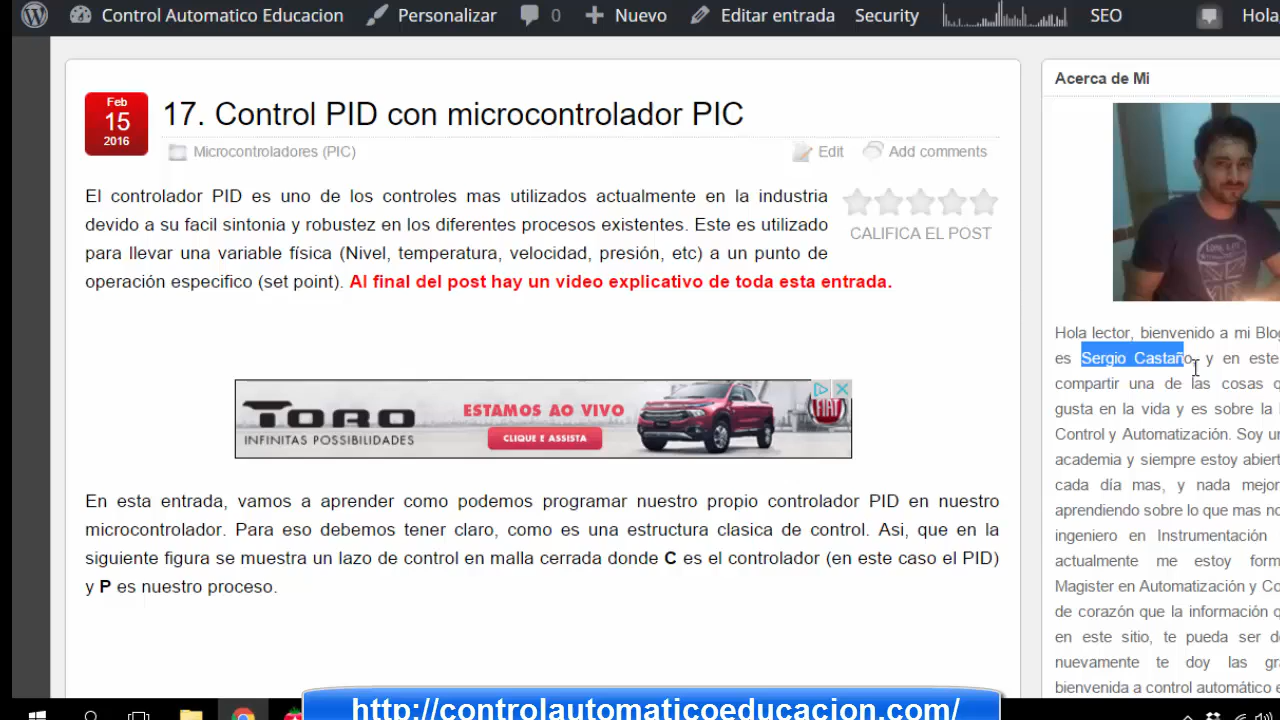 Control Automatico Educacion Personalizar 0 Nuevo Editar entrada Security SEO Hola
Feb
15
2016
17. Control PID con microcontrolador PIC
Microcontroladores (PIC) Edit Add comments
El controlador PID es uno de los controles mas utilizados actualmente en la industria
devido a su facil sintonia y robustez en los diferentes procesos existentes. Este es utilizado
para llevar una variable física (Nivel, temperatura, velocidad, presión, etc) a un punto de
operación especifico (set point). Al final del post hay un video explicativo de toda esta entrada.
CALIFICA EL POST
TORO
INFINITAS POSSIBILIDADES
ESTAMOS AO VIVO
CLIQUE E ASSISTA
FIAT
En esta entrada, vamos a aprender como podemos programar nuestro propio controlador PID en nuestro
microcontrolador. Para eso debemos tener claro, como es una estructura clasica de control. Asi, que en la
siguiente figura se muestra un lazo de control en malla cerrada donde C es el controlador (en este caso el PID)
y P es nuestro proceso.
Acerca de Mi
Hola lector, bienvenido a mi Blog
es Sergio Castaño y en este
compartir una de las cosas
gusta en la vida y es sobre la
Control y Automatización. Soy
academia y siempre estoy
cada día mas, y nada
aprendiendo sobre lo que mas
ingeniero en Instrumentación
actualmente me estoy
Magister en Automatización y
de corazón que la información
en este sitio, te pueda ser
nuevamente te doy las
bienvenida a control automático
http://controlautomaticoeducacion.com/